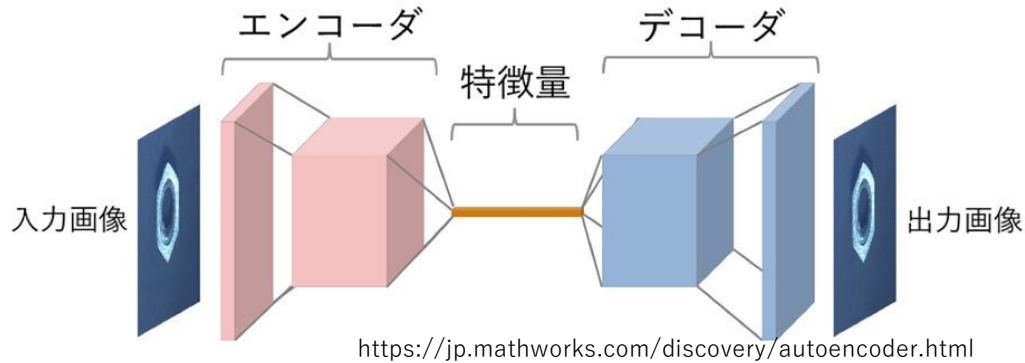 エンコーダ
デコーダ
特徴量
入力画像
出力画像
https://jp.mathworks.com/discovery/autoencoder.html